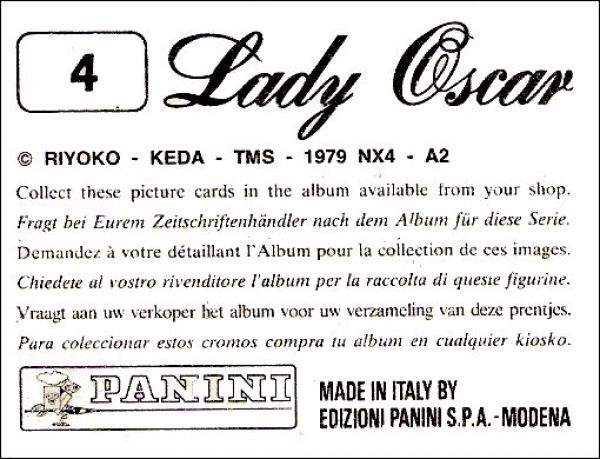 4 Lady Oscar
© RIYOKO - KEDA - TMS - 1979 NX4 - A2
Collect these picture cards in the album available from your shop.
Fragt bei Eurem Zeitschriftenhändler nach dem Album für diese Serie.
Demandez à votre détaillant l'Album pour la collection de ces images.
Chiedete al vostro rivenditore l'album per la raccolta di queste figurine.
Vraagt aan uw verkoper het album voor uw verzameling van deze prentjes.
Para coleccionar estos cromos compra tu album en cualquier kiosko.
PANINI
MADE IN ITALY BY
EDIZIONI PANINI S.P.A. - MODENA